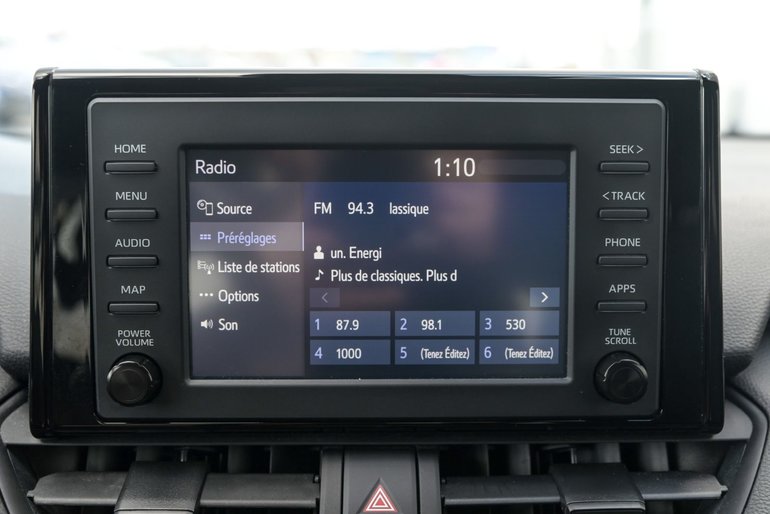 HOME
MENU
AUDIO
MAP
POWER
VOLUME
Radio
1:10
Source
Préréglages
Liste de stations
Options
Son
FM 94.3 lassique
un. Energi
Plus de classiques. Plus d
< >
1 87.9
2 98.1
3 530
4 1000
5 (Tenez Éditez)
6 (Tenez Éditez)
SEEK >
< TRACK
PHONE
APPS
TUNE
SCROLL